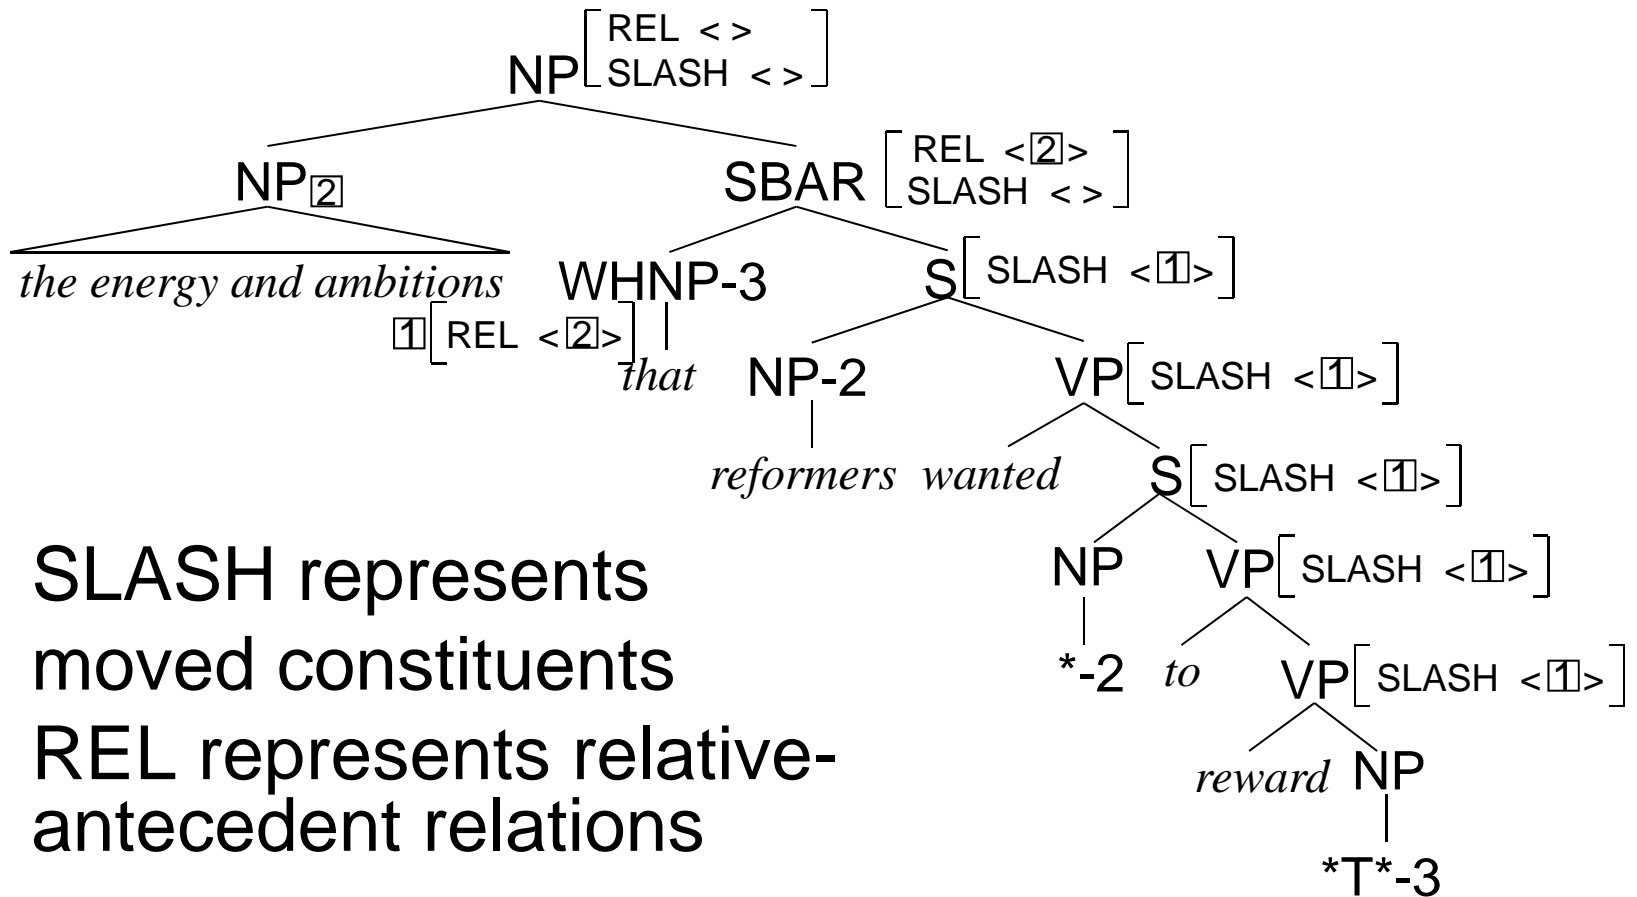 REL < >
NP SLASH < >
REL <2>
NP2 SBAR SLASH < >
the energy and ambitions WHNP-3 S SLASH <1>
1 REL <2>
that NP-2 VP SLASH <1>
reformers wanted S SLASH <1>
SLASH represents NP VP SLASH <1>
moved constituents *-2 to VP SLASH <1>
REL represents relative- reward NP
antecedent relations
*T*-3